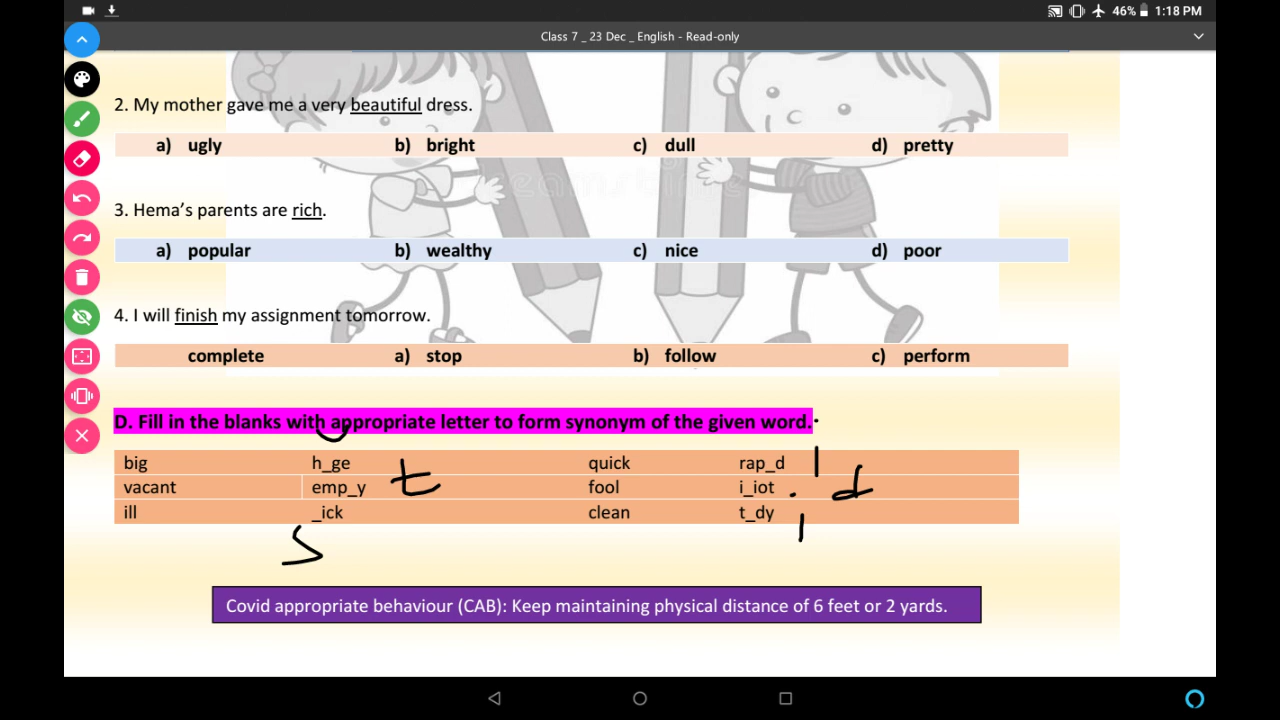 46% 1:18 PM
Class 7 _ 23 Dec _ English - Read-only
2. My mother gave me a very beautiful dress.
a) ugly b) bright c) dull d) pretty
3. Hema’s parents are rich.
a) popular b) wealthy c) nice d) poor
4. I will finish my assignment tomorrow.
complete a) stop b) follow c) perform
D. Fill in the blanks with appropriate letter to form synonym of the given word.
big h_ge quick rap_d
vacant emp_y t fool i_iot d
ill _ick clean t_dy
s
Covid appropriate behaviour (CAB): Keep maintaining physical distance of 6 feet or 2 yards.